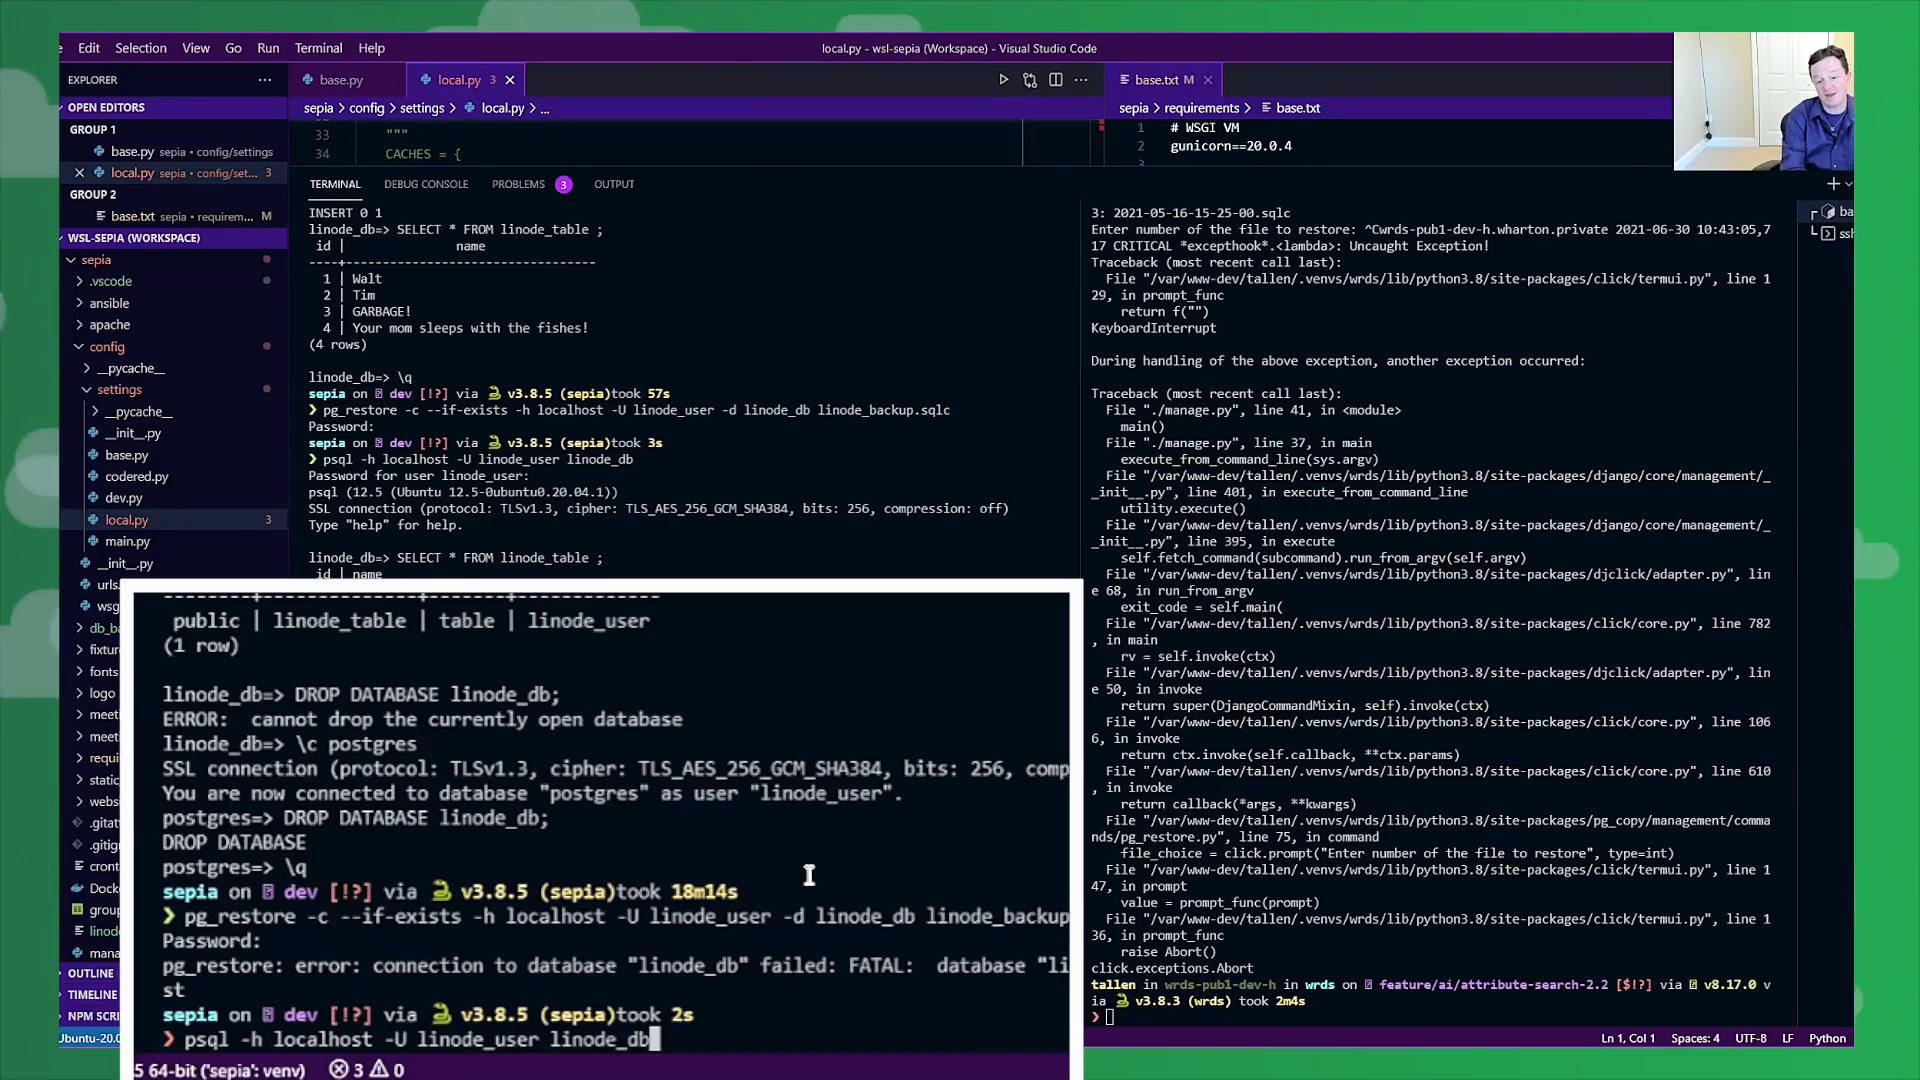 Edit Selection View Go Run Terminal Help
local.py - wsl-sepia (Workspace) - Visual Studio Code
EXPLORER ...
OPEN EDITORS
GROUP 1
base.py sepia • config/settings
local.py sepia • config/set... 3
GROUP 2
base.txt sepia • requirem... M
WSL-SEPIA (WORKSPACE)
sepia
.vscode
ansible
apache
config
__pycache__
settings
__pycache__
__init__.py
base.py
codered.py
dev.py
local.py 3
main.py
__init__.py
urls.
wsg
db_ba
fixtur
fonts
logo
meeti
meeti
requi
static
websi
.gitatt
.gitig
cront
Docke
group
linod
mana
OUTLINE
TIMELINE
NPM SCRI
Ubuntu-20.0
base.py
local.py 3
sepia > config > settings > local.py > ...
33 """
34 CACHES = {
base.txt M
sepia > requirements > base.txt
1 # WSGI VM
2 gunicorn==20.0.4
3
TERMINAL DEBUG CONSOLE PROBLEMS 3 OUTPUT
INSERT 0 1
linode_db=> SELECT * FROM linode_table ;
id | name
----+----------------------------------
1 | Walt
2 | Tim
3 | GARBAGE!
4 | Your mom sleeps with the fishes!
(4 rows)
linode_db=> \q
sepia on dev [!?] via v3.8.5 (sepia)took 57s
❯ pg_restore -c --if-exists -h localhost -U linode_user -d linode_db linode_backup.sqlc
Password:
sepia on dev [!?] via v3.8.5 (sepia)took 3s
❯ psql -h localhost -U linode_user linode_db
Password for user linode_user:
psql (12.5 (Ubuntu 12.5-0ubuntu0.20.04.1))
SSL connection (protocol: TLSv1.3, cipher: TLS_AES_256_GCM_SHA384, bits: 256, compression: off)
Type "help" for help.
linode_db=> SELECT * FROM linode_table ;
id | name
--------+--------------+-------+-------------
public | linode_table | table | linode_user
(1 row)
linode_db=> DROP DATABASE linode_db;
ERROR: cannot drop the currently open database
linode_db=> \c postgres
SSL connection (protocol: TLSv1.3, cipher: TLS_AES_256_GCM_SHA384, bits: 256, comp
You are now connected to database "postgres" as user "linode_user".
postgres=> DROP DATABASE linode_db;
DROP DATABASE
postgres=> \q
sepia on dev [!?] via v3.8.5 (sepia)took 18m14s
❯ pg_restore -c --if-exists -h localhost -U linode_user -d linode_db linode_backup
Password:
pg_restore: error: connection to database "linode_db" failed: FATAL: database "li
st
sepia on dev [!?] via v3.8.5 (sepia)took 2s
❯ psql -h localhost -U linode_user linode_db
5 64-bit ('sepia': venv) 3 0
3: 2021-05-16-15-25-00.sqlc
Enter number of the file to restore: ^Cwrds-pub1-dev-h.wharton.private 2021-06-30 10:43:05,7
17 CRITICAL *excepthook*.<lambda>: Uncaught Exception!
Traceback (most recent call last):
File "/var/www-dev/tallen/.venvs/wrds/lib/python3.8/site-packages/click/termui.py", line 1
29, in prompt_func
return f("")
KeyboardInterrupt
During handling of the above exception, another exception occurred:
Traceback (most recent call last):
File "./manage.py", line 41, in <module>
main()
File "./manage.py", line 37, in main
execute_from_command_line(sys.argv)
File "/var/www-dev/tallen/.venvs/wrds/lib/python3.8/site-packages/django/core/management/_
_init__.py", line 401, in execute_from_command_line
utility.execute()
File "/var/www-dev/tallen/.venvs/wrds/lib/python3.8/site-packages/django/core/management/_
_init__.py", line 395, in execute
self.fetch_command(subcommand).run_from_argv(self.argv)
File "/var/www-dev/tallen/.venvs/wrds/lib/python3.8/site-packages/djclick/adapter.py", lin
e 68, in run_from_argv
exit_code = self.main(
File "/var/www-dev/tallen/.venvs/wrds/lib/python3.8/site-packages/click/core.py", line 782
, in main
rv = self.invoke(ctx)
File "/var/www-dev/tallen/.venvs/wrds/lib/python3.8/site-packages/djclick/adapter.py", lin
e 50, in invoke
return super(DjangoCommandMixin, self).invoke(ctx)
File "/var/www-dev/tallen/.venvs/wrds/lib/python3.8/site-packages/click/core.py", line 106
6, in invoke
return ctx.invoke(self.callback, **ctx.params)
File "/var/www-dev/tallen/.venvs/wrds/lib/python3.8/site-packages/click/core.py", line 610
, in invoke
return callback(*args, **kwargs)
File "/var/www-dev/tallen/.venvs/wrds/lib/python3.8/site-packages/pg_copy/management/comma
nds/pg_restore.py", line 75, in command
file_choice = click.prompt("Enter number of the file to restore", type=int)
File "/var/www-dev/tallen/.venvs/wrds/lib/python3.8/site-packages/click/termui.py", line 1
47, in prompt
value = prompt_func(prompt)
File "/var/www-dev/tallen/.venvs/wrds/lib/python3.8/site-packages/click/termui.py", line 1
36, in prompt_func
raise Abort()
click.exceptions.Abort
tallen in wrds-pub1-dev-h in wrds on feature/ai/attribute-search-2.2 [$!?] via v8.17.0 v
ia v3.8.3 (wrds) took 2m4s
❯
ba
ssh
Ln 1, Col 1 Spaces: 4 UTF-8 LF Python